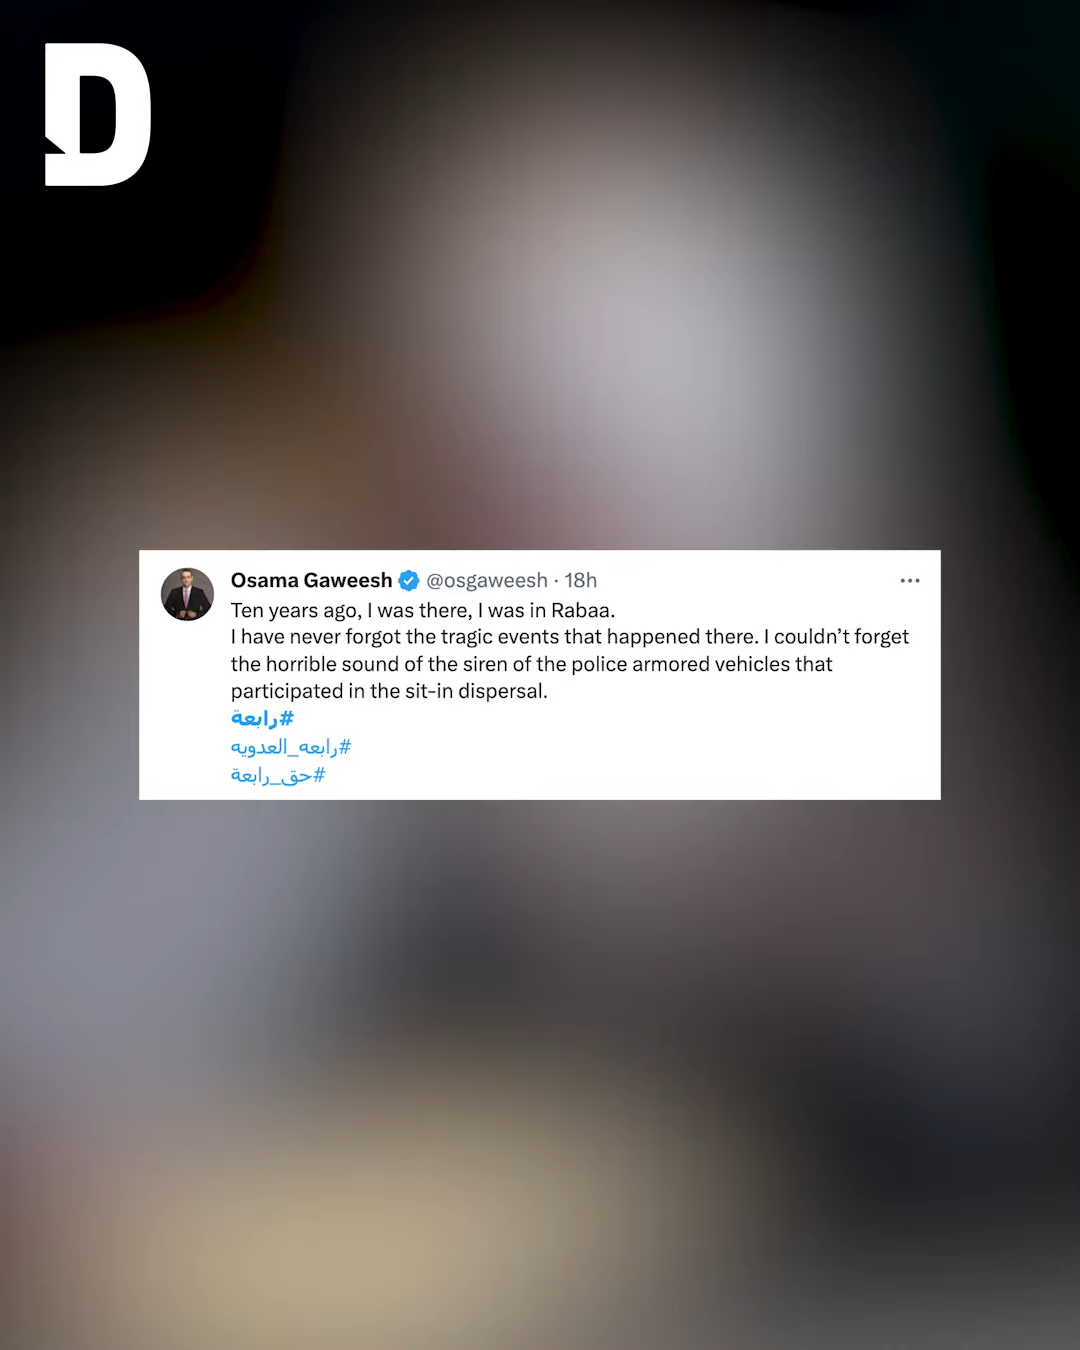 D
Osama Gaweesh @osgaweesh · 18h
Ten years ago, I was there, I was in Rabaa.
I have never forgot the tragic events that happened there. I couldn’t forget
the horrible sound of the siren of the police armored vehicles that
participated in the sit-in dispersal.
#رابعة
#رابعه_العدويه
#حق_رابعة